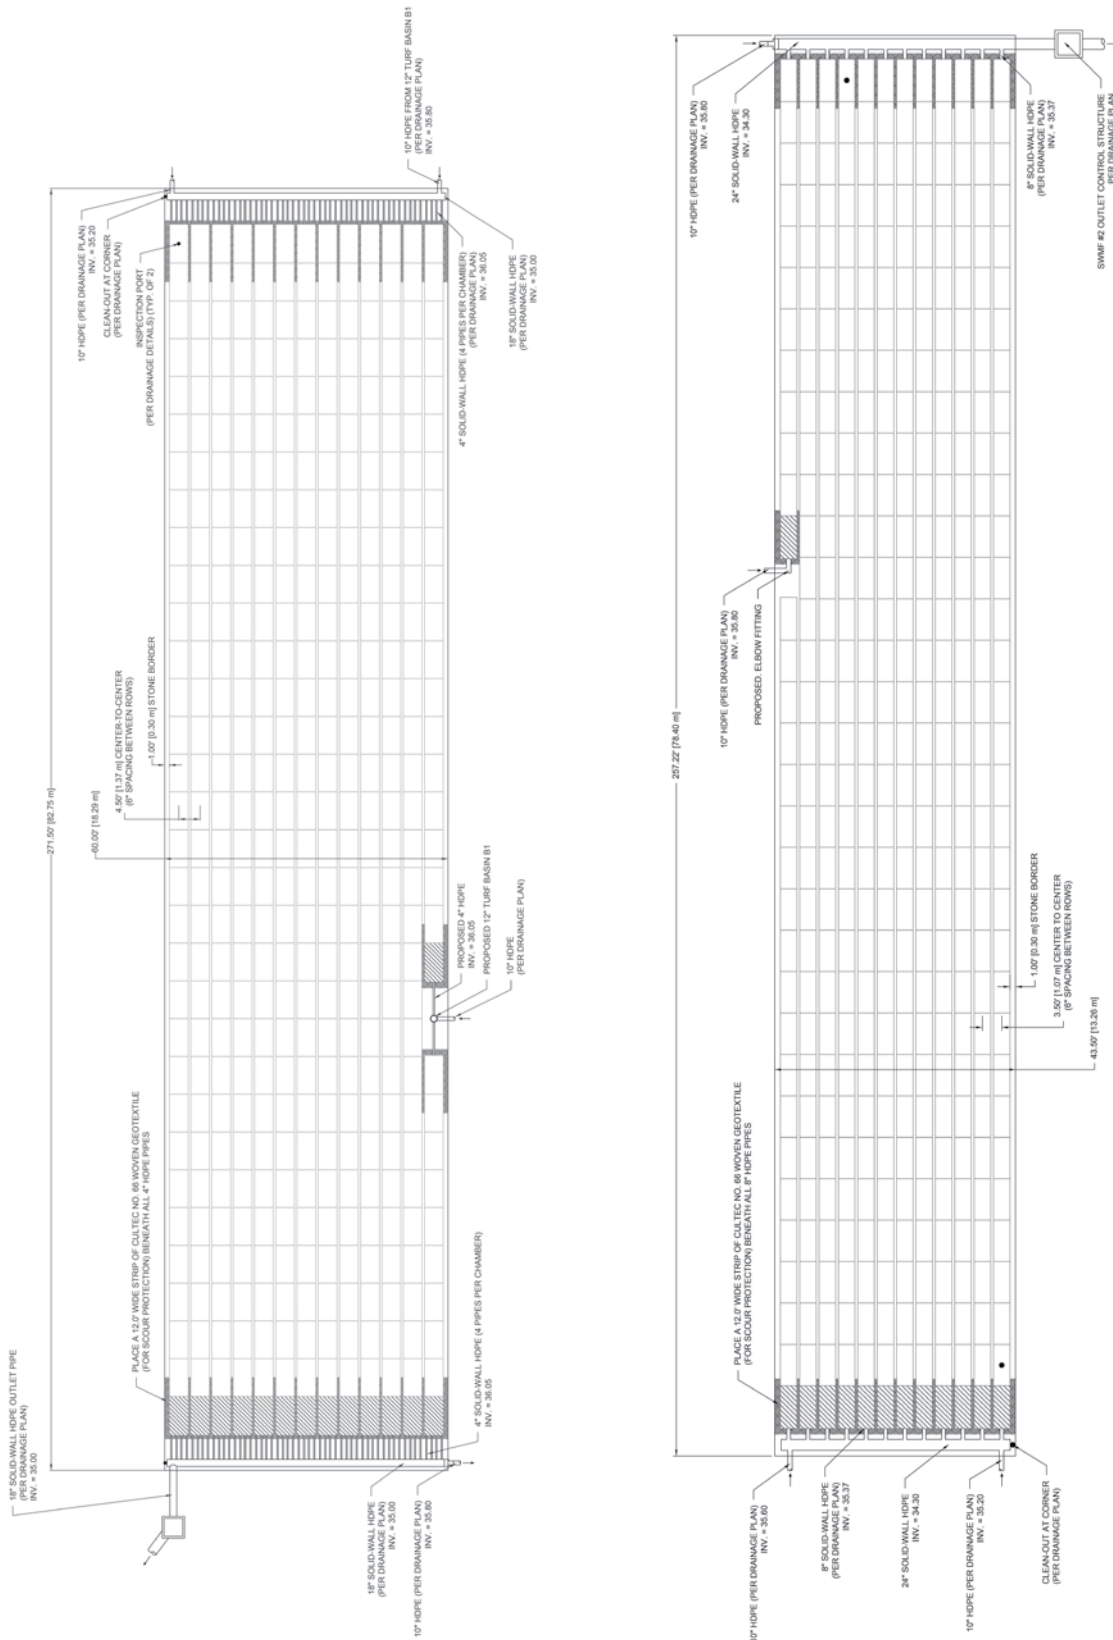 18" SOLID-WALL HDPE OUTLET PIPE
(PER DRAINAGE PLAN)
INV. = 35.00
PLACE A 12.0' WIDE STRIP OF CULTEC NO. 66 WOVEN GEOTEXTILE
(FOR SCOUR PROTECTION) BENEATH ALL 4" HDPE PIPES
271.50' [82.75 m]
60.00' [18.29 m]
4.50' [1.37 m] CENTER-TO-CENTER
(6" SPACING BETWEEN ROWS)
1.00' [0.30 m] STONE BORDER
10" HDPE (PER DRAINAGE PLAN)
INV. = 35.20
CLEAN-OUT AT CORNER
(PER DRAINAGE PLAN)
INSPECTION PORT
(PER DRAINAGE DETAILS) (TYP. OF 2)
10" HDPE FROM 12" TURF BASIN B1
(PER DRAINAGE PLAN)
INV. = 35.80
18" SOLID-WALL HDPE
(PER DRAINAGE PLAN)
INV. = 35.00
10" HDPE (PER DRAINAGE PLAN)
INV. = 35.80
4" SOLID-WALL HDPE (4 PIPES PER CHAMBER)
INV. = 36.05
PROPOSED 4" HDPE
INV. = 36.05
PROPOSED 12" TURF BASIN B1
10" HDPE
(PER DRAINAGE PLAN)
4" SOLID-WALL HDPE (4 PIPES PER CHAMBER)
(PER DRAINAGE PLAN)
INV. = 36.05
18" SOLID-WALL HDPE
(PER DRAINAGE PLAN)
INV. = 35.00
257.22' [78.40 m]
PLACE A 12.0' WIDE STRIP OF CULTEC NO. 66 WOVEN GEOTEXTILE
(FOR SCOUR PROTECTION) BENEATH ALL 8" HDPE PIPES
10" HDPE (PER DRAINAGE PLAN)
INV. = 35.80
PROPOSED. ELBOW FITTING
10" HDPE (PER DRAINAGE PLAN)
INV. = 35.80
24" SOLID-WALL HDPE
INV. = 34.30
10" HDPE (PER DRAINAGE PLAN)
INV. = 35.60
8" SOLID-WALL HDPE
(PER DRAINAGE PLAN)
INV. = 35.37
24" SOLID-WALL HDPE
INV. = 34.30
10" HDPE (PER DRAINAGE PLAN)
INV. = 35.20
CLEAN-OUT AT CORNER
(PER DRAINAGE PLAN)
43.50' [13.26 m]
3.50' [1.07 m] CENTER TO CENTER
(6" SPACING BETWEEN ROWS)
1.00' [0.30 m] STONE BORDER
8" SOLID-WALL HDPE
(PER DRAINAGE PLAN)
INV. = 35.37
SWMF #2 OUTLET CONTROL STRUCTURE
PER DRAINAGE PLAN